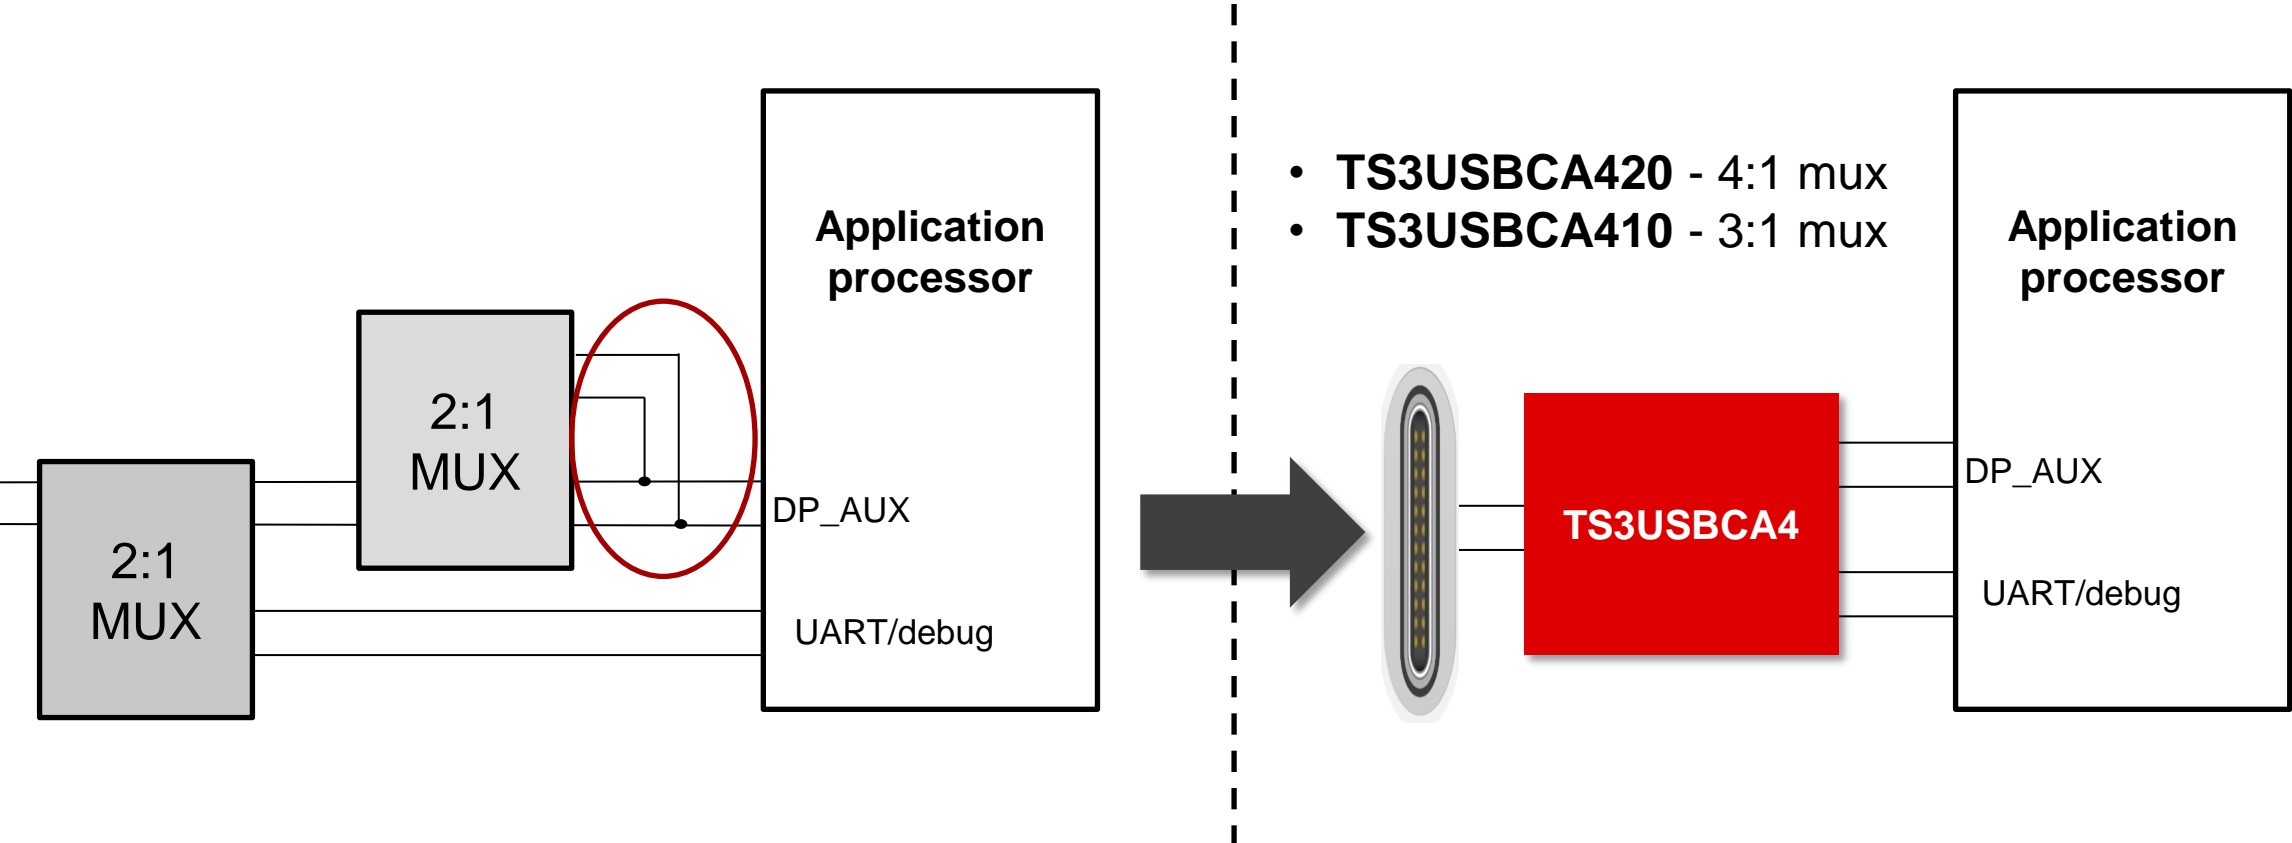 Application
processor
2:1
MUX
DP_AUX
2:1
MUX
UART/debug
• TS3USBCA420 - 4:1 mux
• TS3USBCA410 - 3:1 mux
Application
processor
DP_AUX
TS3USBCA4
UART/debug